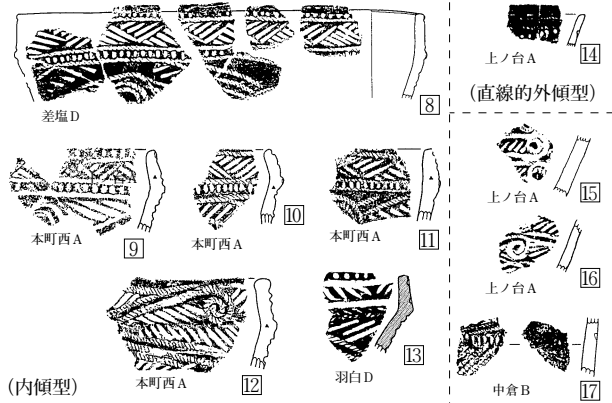 差塩D
8
上ノ台A
14
(直線的外傾型)
本町西A
9
本町西A
10
本町西A
11
上ノ台A
15
上ノ台A
16
本町西A
12
羽白D
13
中倉B
17
(内傾型)